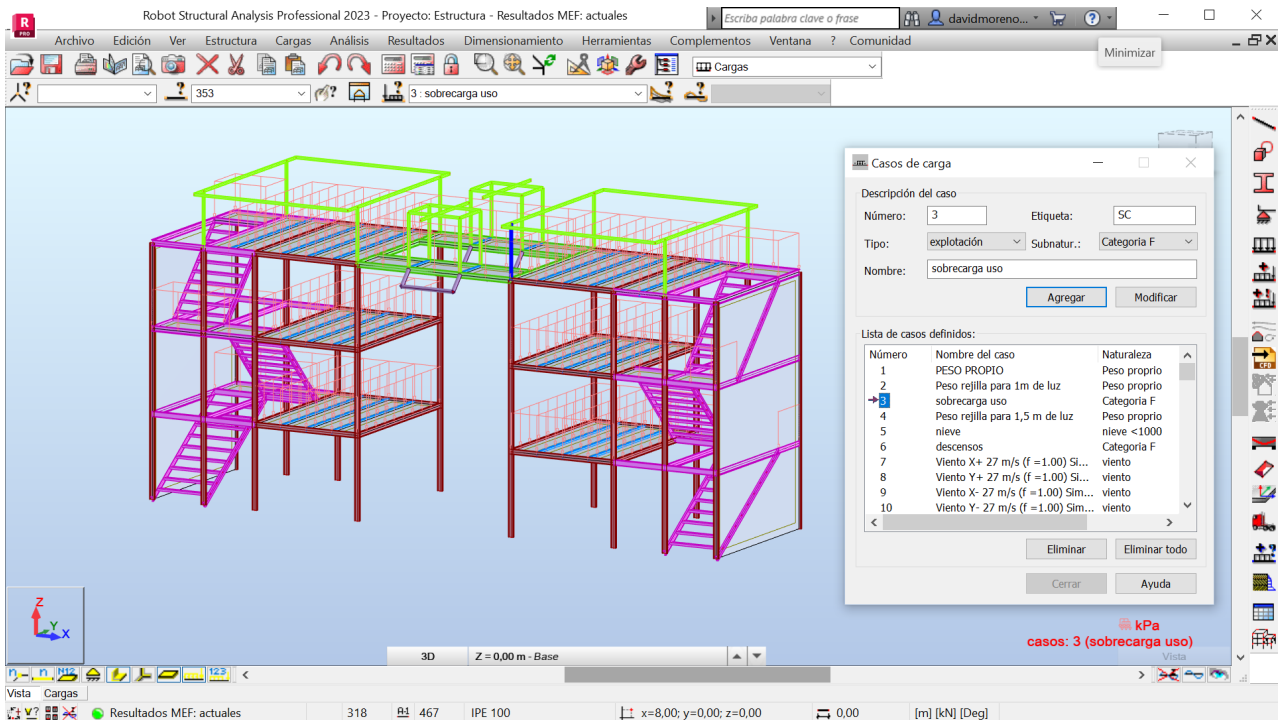 R
PRO
Robot Structural Analysis Professional 2023 - Proyecto: Estructura - Resultados MEF: actuales
Escriba palabra clave o frase
davidmoreno...
?
Archivo Edición Ver Estructura Cargas Análisis Resultados Dimensionamiento Herramientas Complementos Ventana ? Comunidad
Minimizar
Cargas
353
3 : sobrecarga uso
Casos de carga
Descripción del caso
Número: 3 Etiqueta: SC
Tipo: explotación Subnatur.: Categoria F
Nombre: sobrecarga uso
Agregar Modificar
Lista de casos definidos:
Número Nombre del caso Naturaleza
1 PESO PROPIO Peso proprio
2 Peso rejilla para 1m de luz Peso proprio
3 sobrecarga uso Categoria F
4 Peso rejilla para 1,5 m de luz Peso proprio
5 nieve nieve <1000
6 descensos Categoria F
7 Viento X+ 27 m/s (f =1.00) Si... viento
8 Viento Y+ 27 m/s (f =1.00) Si... viento
9 Viento X- 27 m/s (f =1.00) Sim... viento
10 Viento Y- 27 m/s (f =1.00) Sim... viento
Eliminar Eliminar todo
Cerrar Ayuda
CFD
Z
Y
X
kPa
casos: 3 (sobrecarga uso)
3D Z = 0,00 m - Base
Vista
n n N12 123
Vista Cargas
Resultados MEF: actuales 318 467 IPE 100 x=8,00; y=0,00; z=0,00 0,00 [m] [kN] [Deg]